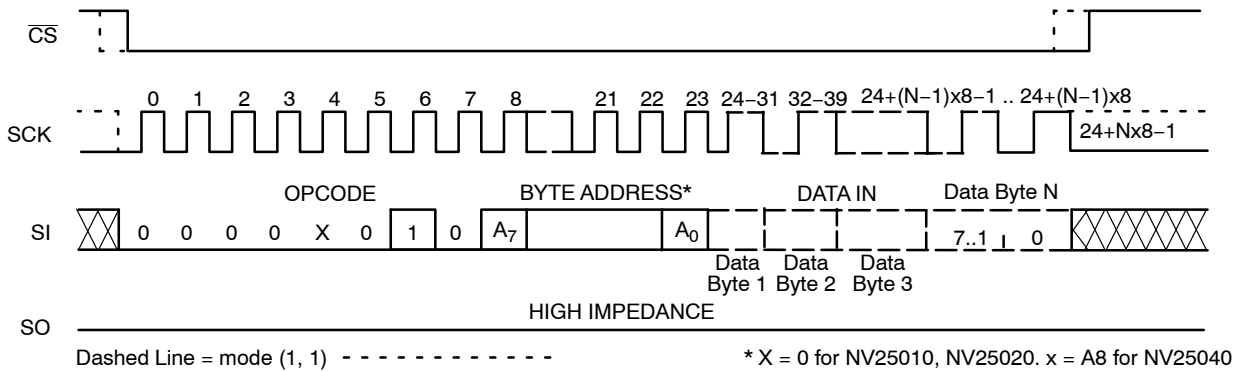 CS
0 1 2 3 4 5 6 7 8 21 22 23 24−31 32−39 24+(N−1)x8−1 .. 24+(N−1)x8
SCK
24+Nx8−1
OPCODE BYTE ADDRESS* DATA IN Data Byte N
SI
0 0 0 0 X 0 1 0 A7 A0 7..1 0
Data Byte 1
Data Byte 2
Data Byte 3
HIGH IMPEDANCE
SO
Dashed Line = mode (1, 1)
* X = 0 for NV25010, NV25020. x = A8 for NV25040